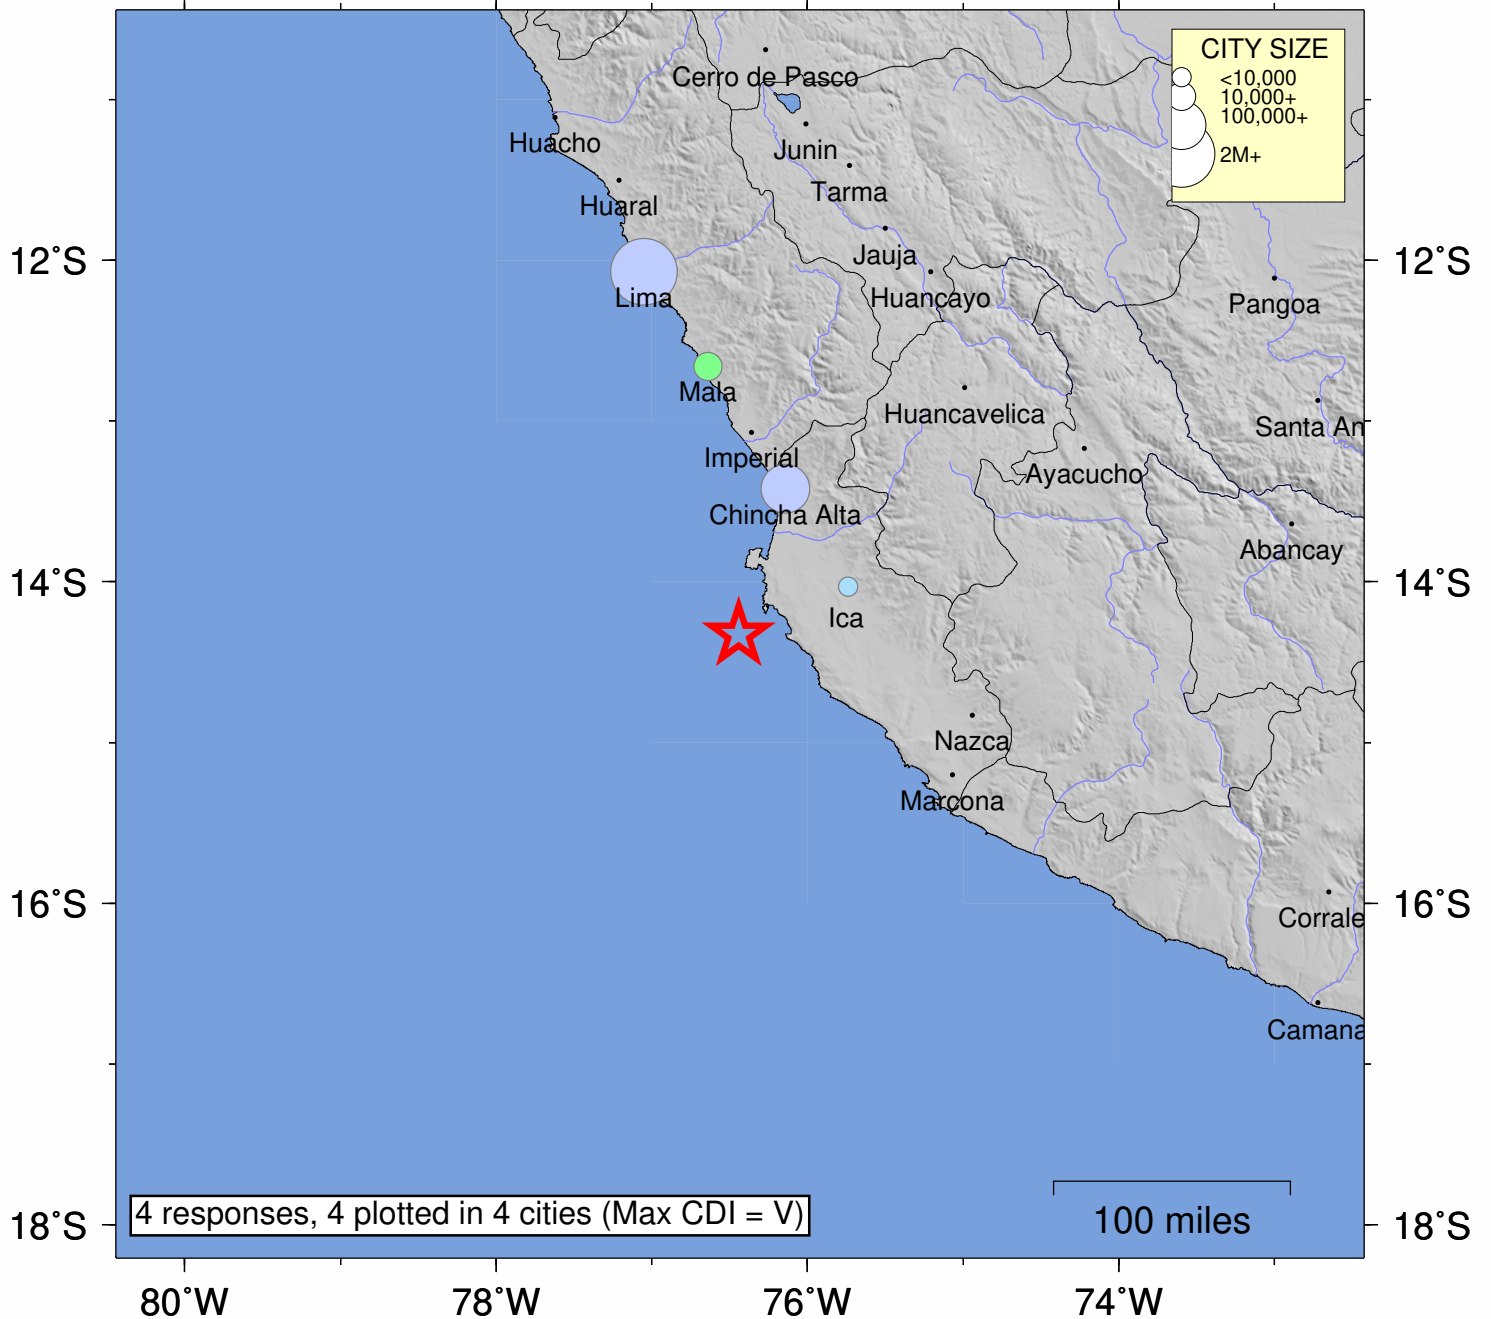 CITY SIZE
<10,000
10,000+
100,000+
2M+
Cerro de Pasco
Huacho
Junin
Tarma
Huaral
Jauja
12°S
12°S
Lima
Huancayo
Pangoa
Mala
Huancavelica
Santa An
Imperial
Ayacucho
Chincha Alta
Abancay
14°S
14°S
Ica
Nazca
Marcona
16°S
16°S
Corrale
Camana
4 responses, 4 plotted in 4 cities (Max CDI = V)
100 miles
18°S
18°S
80°W
78°W
76°W
74°W